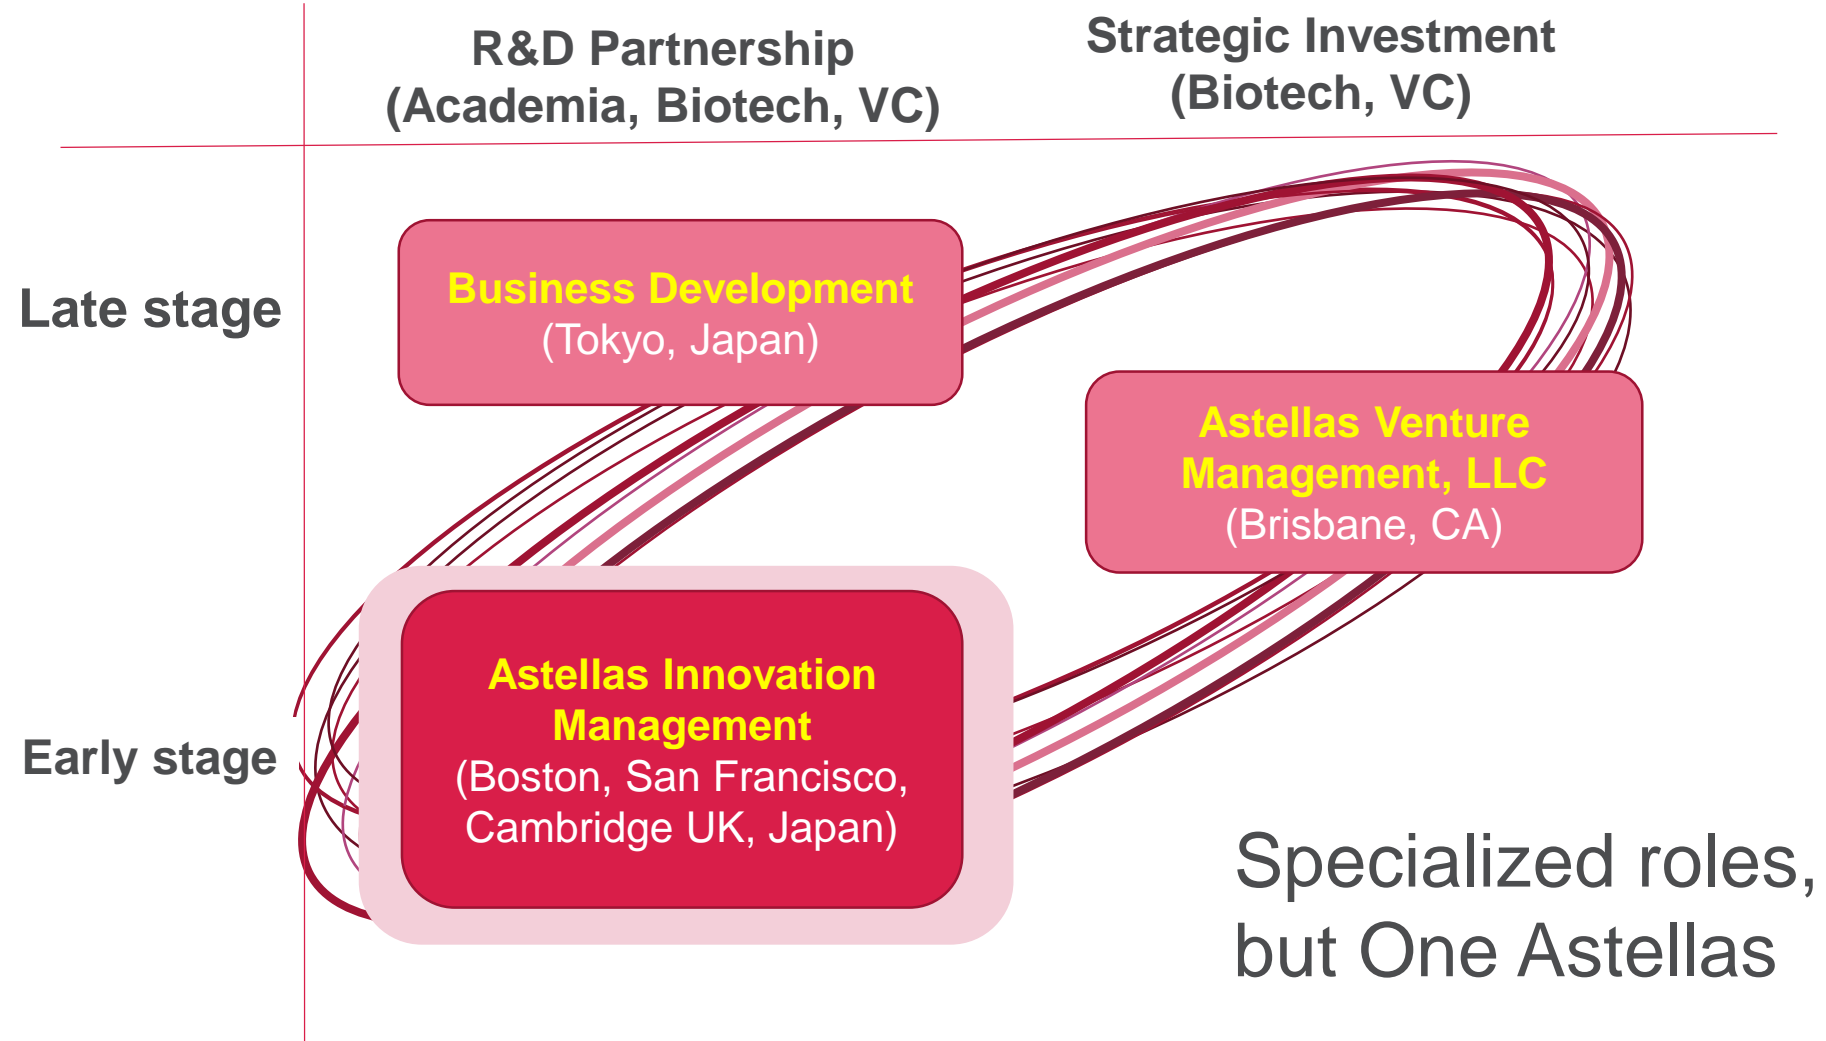 R&D Partnership
(Academia, Biotech, VC)
Strategic Investment
(Biotech, VC)
Late stage
Business Development
(Tokyo, Japan)
Astellas Venture
Management, LLC
(Brisbane, CA)
Early stage
Astellas Innovation
Management
(Boston, San Francisco,
Cambridge UK, Japan)
Specialized roles,
but One Astellas